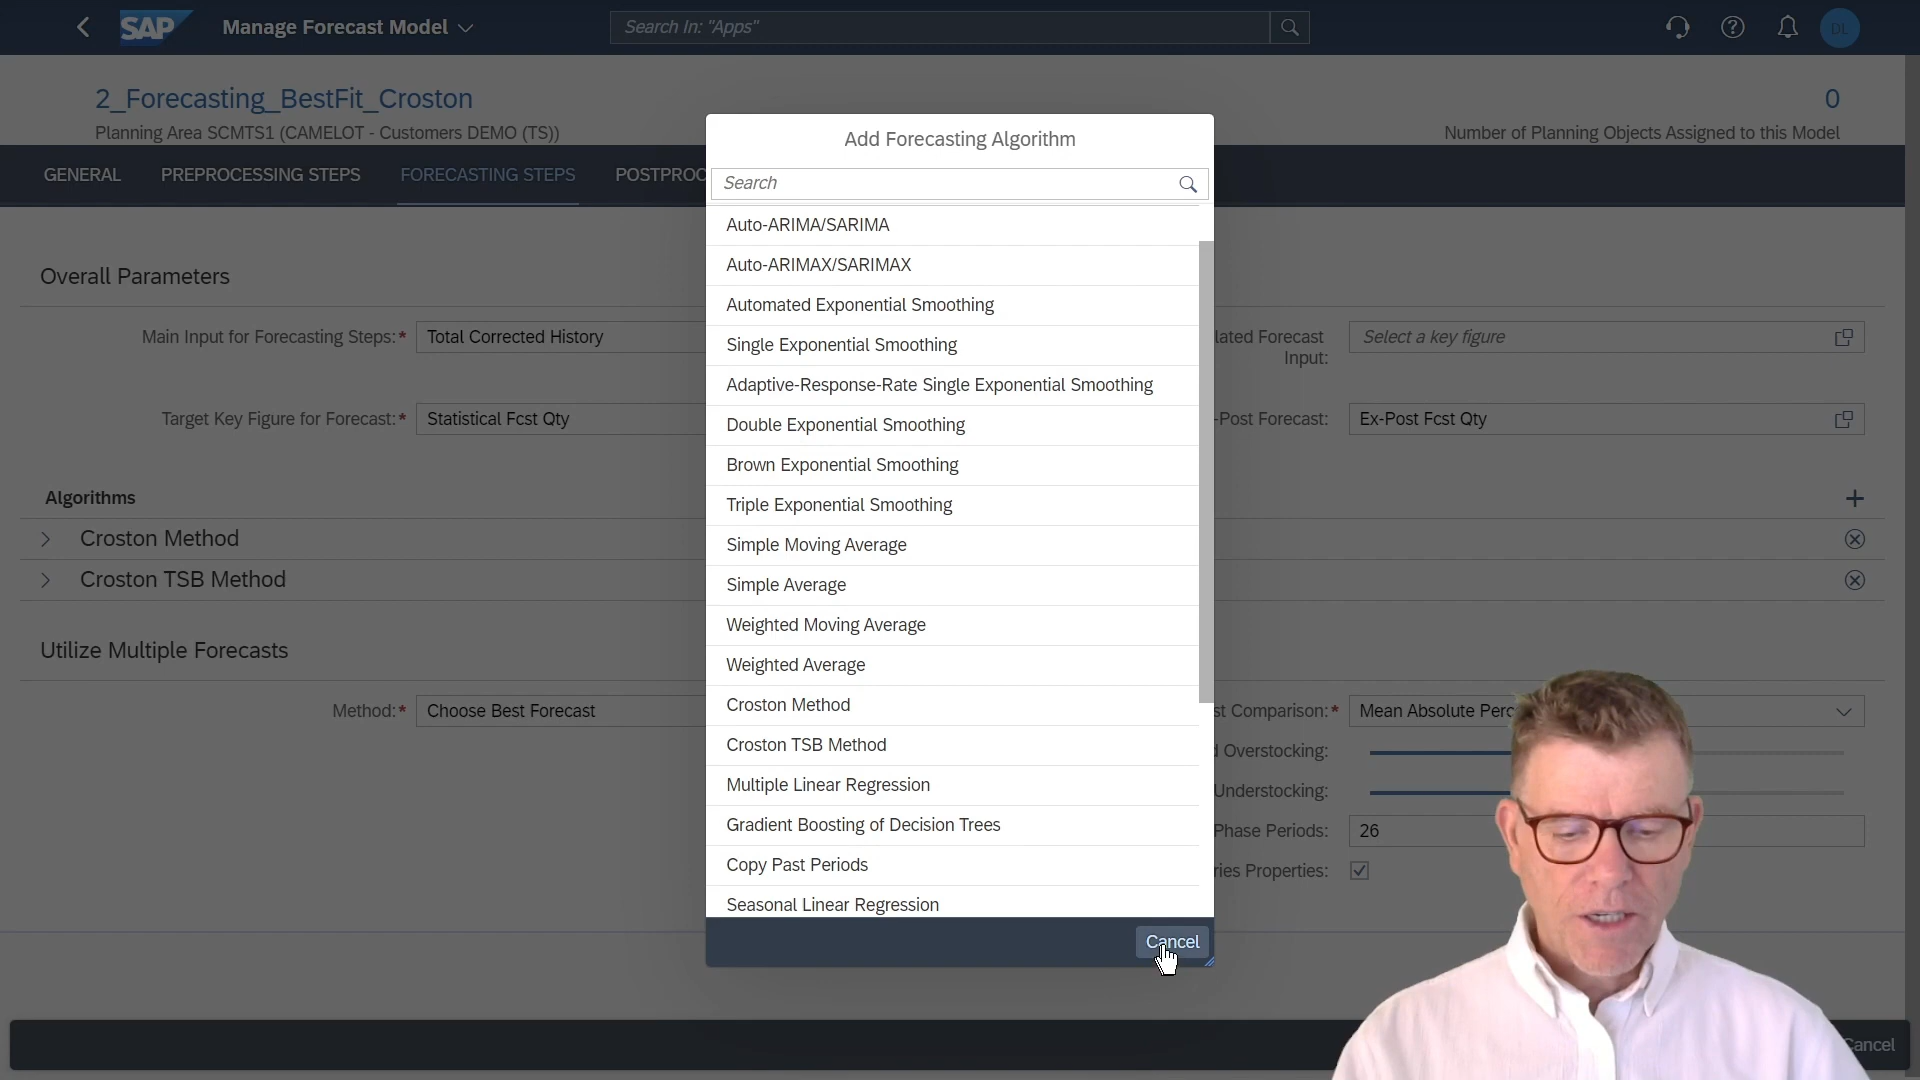 SAP
Manage Forecast Model
Search In: "Apps"
DL
2_Forecasting_BestFit_Croston
0
Planning Area SCMTS1 (CAMELOT - Customers DEMO (TS))
Number of Planning Objects Assigned to this Model
GENERAL
PREPROCESSING STEPS
FORECASTING STEPS
POSTPROC
Overall Parameters
Main Input for Forecasting Steps:*
Total Corrected History
lated Forecast
Input:
Select a key figure
Target Key Figure for Forecast:*
Statistical Fcst Qty
-Post Forecast:
Ex-Post Fcst Qty
Algorithms
Croston Method
Croston TSB Method
Utilize Multiple Forecasts
Method:*
Choose Best Forecast
st Comparison:*
Mean Absolute Perc
d Overstocking:
Understocking:
Phase Periods:
26
ries Properties:
Add Forecasting Algorithm
Search
Auto-ARIMA/SARIMA
Auto-ARIMAX/SARIMAX
Automated Exponential Smoothing
Single Exponential Smoothing
Adaptive-Response-Rate Single Exponential Smoothing
Double Exponential Smoothing
Brown Exponential Smoothing
Triple Exponential Smoothing
Simple Moving Average
Simple Average
Weighted Moving Average
Weighted Average
Croston Method
Croston TSB Method
Multiple Linear Regression
Gradient Boosting of Decision Trees
Copy Past Periods
Seasonal Linear Regression
Cancel
Cancel